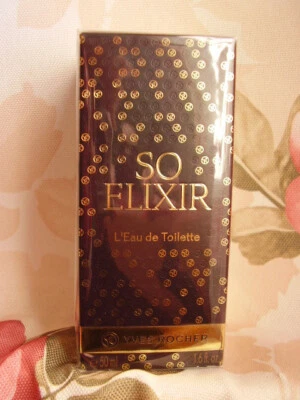 SO
ELIXIR
L'Eau de Toilette
YVES ROCHER